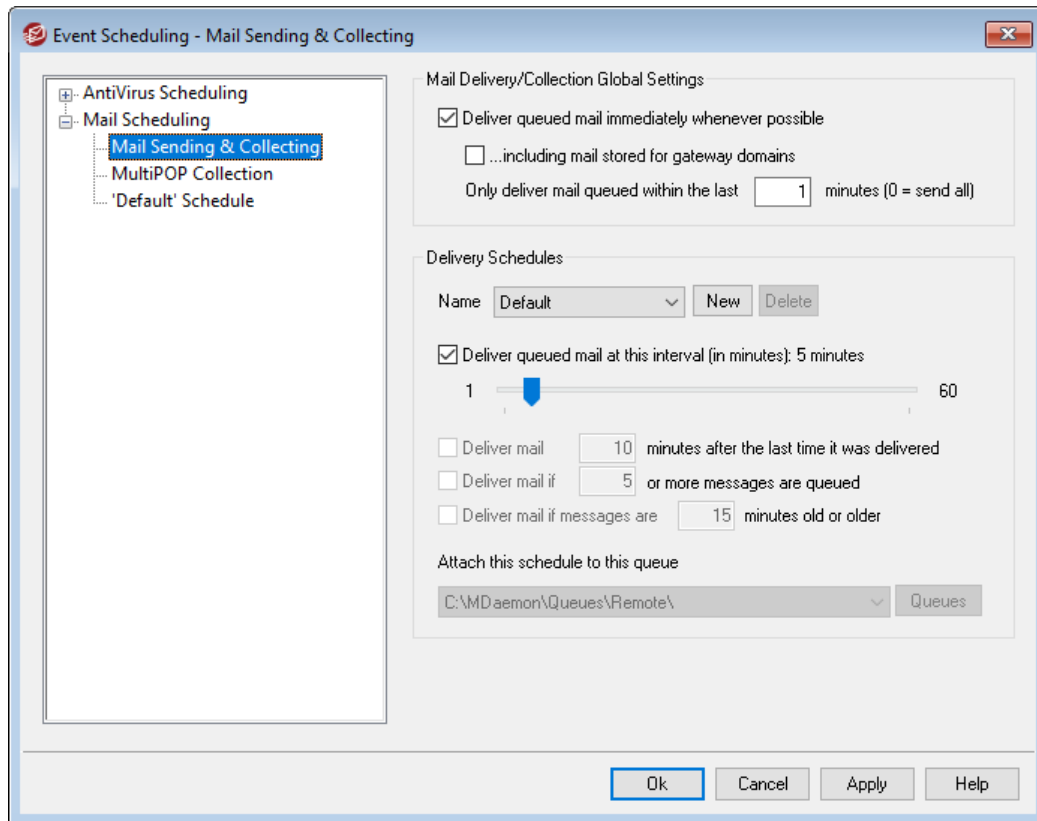 Event Scheduling - Mail Sending & Collecting
AntiVirus Scheduling
Mail Scheduling
Mail Sending & Collecting
MultiPOP Collection
'Default' Schedule
Mail Delivery/Collection Global Settings
Deliver queued mail immediately whenever possible
...including mail stored for gateway domains
Only deliver mail queued within the last 1 minutes (0 = send all)
Delivery Schedules
Name Default New Delete
Deliver queued mail at this interval (in minutes): 5 minutes
1 60
Deliver mail 10 minutes after the last time it was delivered
Deliver mail if 5 or more messages are queued
Deliver mail if messages are 15 minutes old or older
Attach this schedule to this queue
C:\MDaemon\Queues\Remote\ Queues
Ok Cancel Apply Help